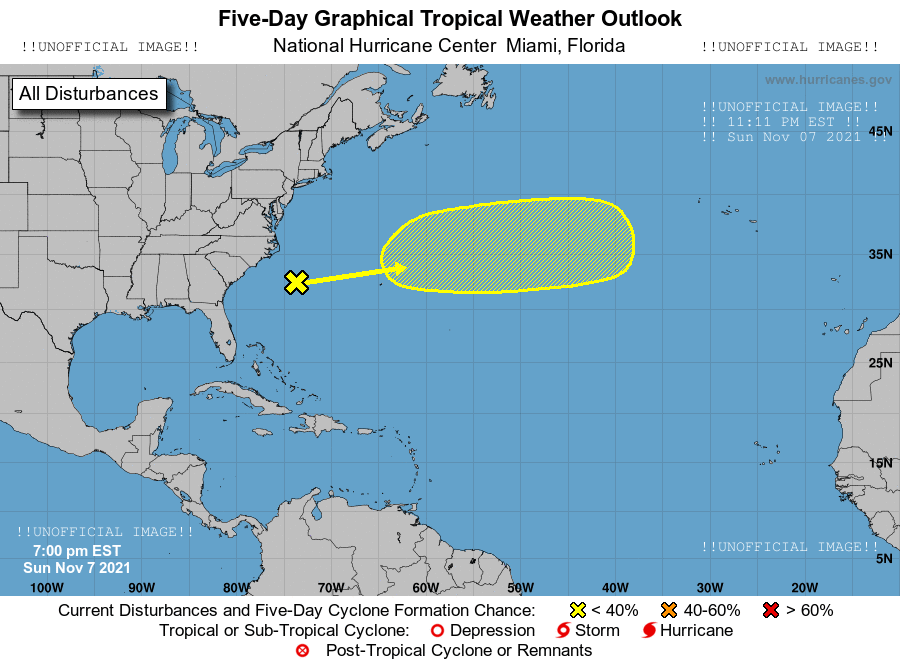 Five-Day Graphical Tropical Weather Outlook
!!UNOFFICIAL IMAGE!!
National Hurricane Center  Miami, Florida
!!UNOFFICIAL IMAGE!!
www.hurricanes.gov
All Disturbances
!!UNOFFICIAL IMAGE!!
!! 11:11 PM EST !!
!! Sun Nov 07 2021 !!
45N
35N
25N
15N
!!UNOFFICIAL IMAGE!!
7:00 pm EST
Sun Nov 7 2021
!!UNOFFICIAL IMAGE!!
5N
100W 90W 80W 70W 60W 50W 40W 30W 20W
Current Disturbances and Five-Day Cyclone Formation Chance: < 40% 40-60% > 60%
Tropical or Sub-Tropical Cyclone: Depression Storm Hurricane
Post-Tropical Cyclone or Remnants